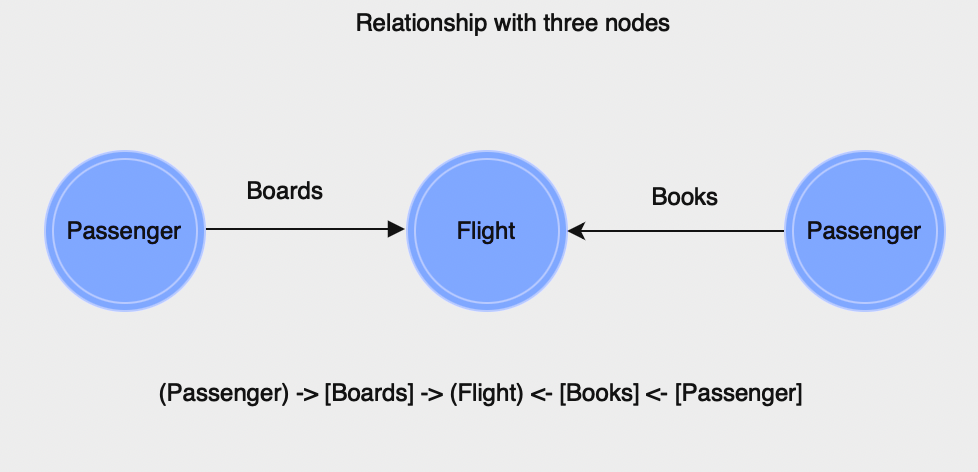 Relationship with three nodes
Boards
Books
Passenger
Flight
Passenger
(Passenger) -> [Boards] -> (Flight) <- [Books] <- [Passenger]